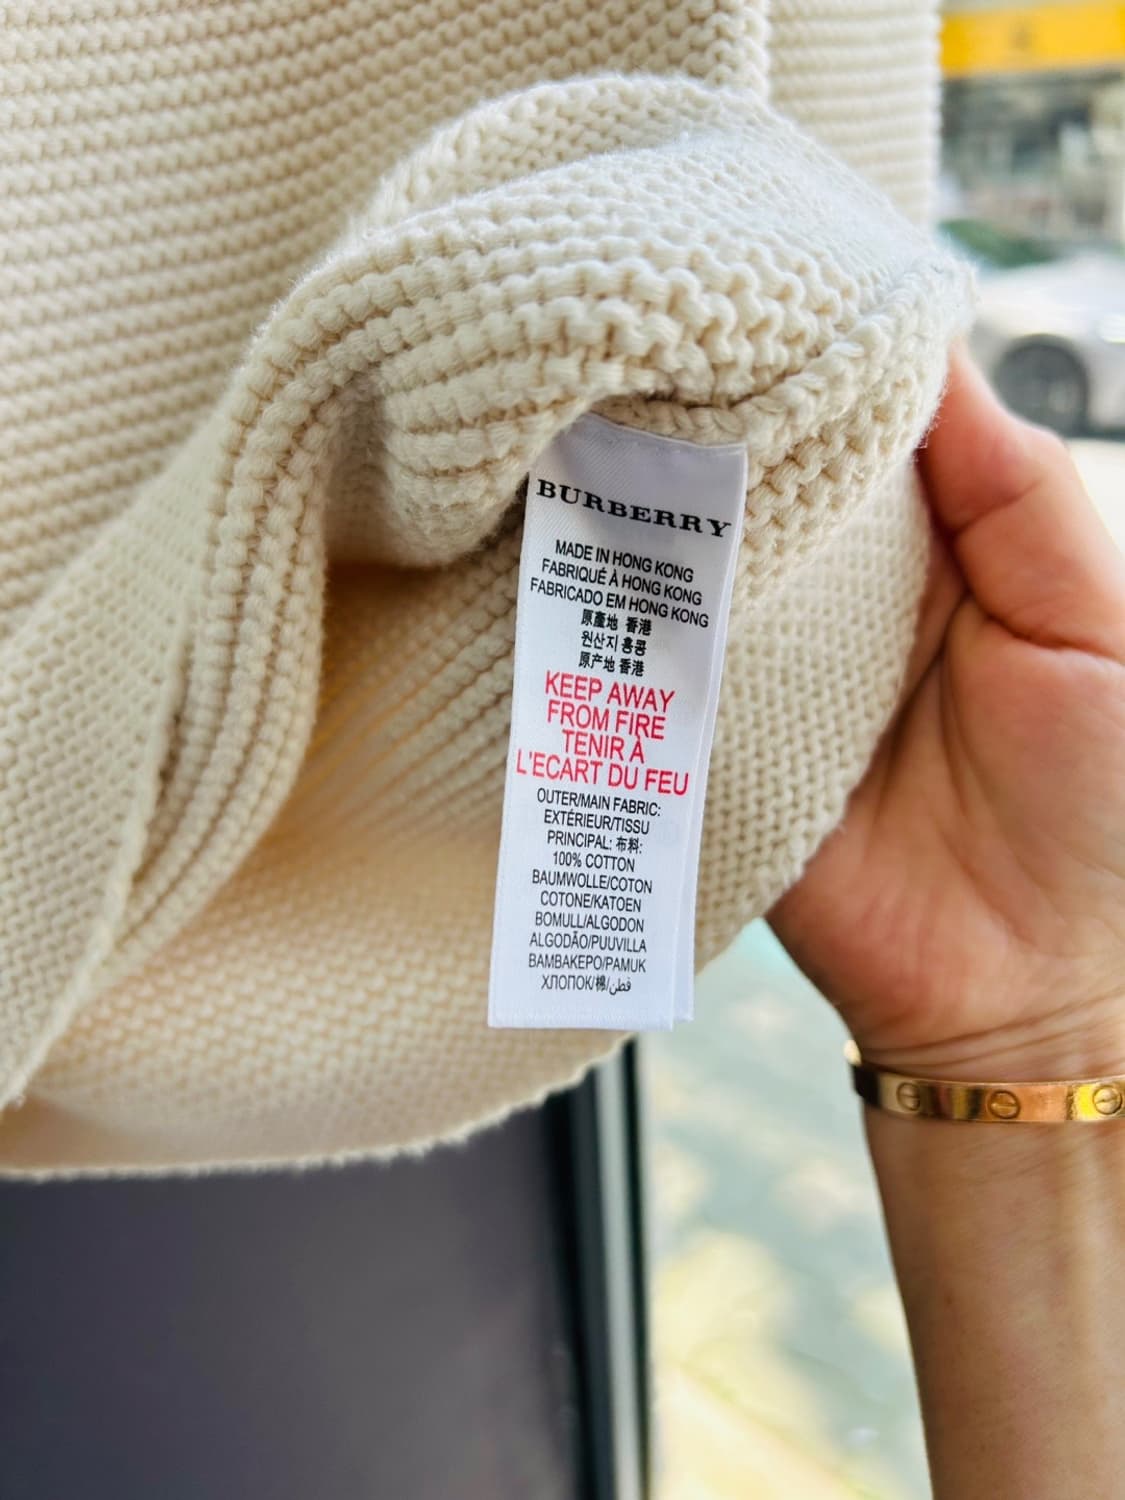 BURBERRY
MADE IN HONG KONG
FABRIQUÉ À HONG KONG
FABRICADO EM HONG KONG
原產地 香港
원산지 홍콩
原产地 香港
KEEP AWAY
FROM FIRE
TENIR À
L'ECART DU FEU
OUTER/MAIN FABRIC:
EXTÉRIEUR/TISSU
PRINCIPAL: 布料:
100% COTTON
BAUMWOLLE/COTON
COTONE/KATOEN
BOMULL/ALGODON
ALGODÃO/PUUVILLA
BAMBAKEPO/PAMUK
ХЛОПОК/棉/قطن